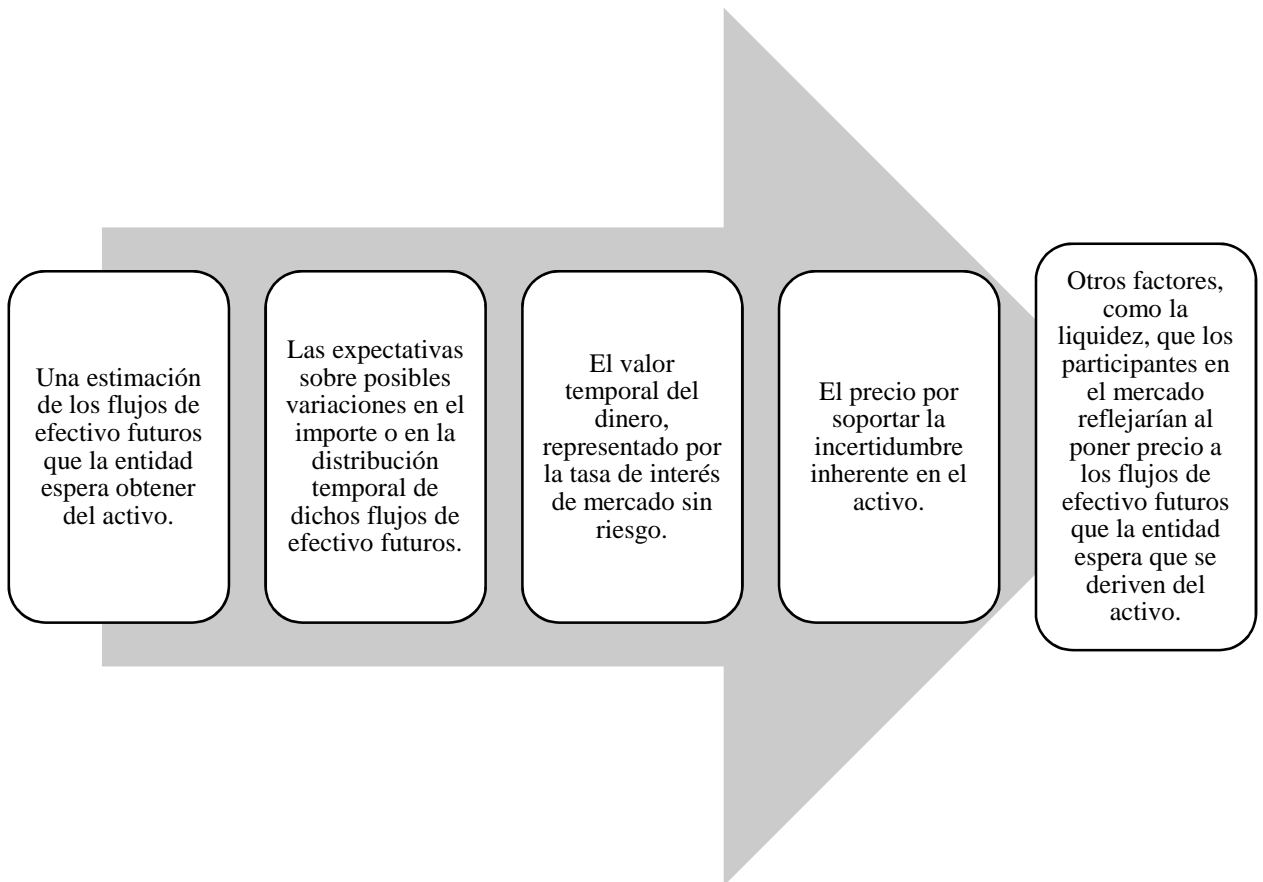 Una estimación
de los flujos de
efectivo futuros
que la entidad
espera obtener
del activo.
Las expectativas
sobre posibles
variaciones en el
importe o en la
distribución
temporal de
dichos flujos de
efectivo futuros.
El valor
temporal del
dinero,
representado por
la tasa de interés
de mercado sin
riesgo.
El precio por
soportar la
incertidumbre
inherente en el
activo.
Otros factores,
como la
liquidez, que los
participantes en
el mercado
reflejarían al
poner precio a
los flujos de
efectivo futuros
que la entidad
espera que se
deriven del
activo.